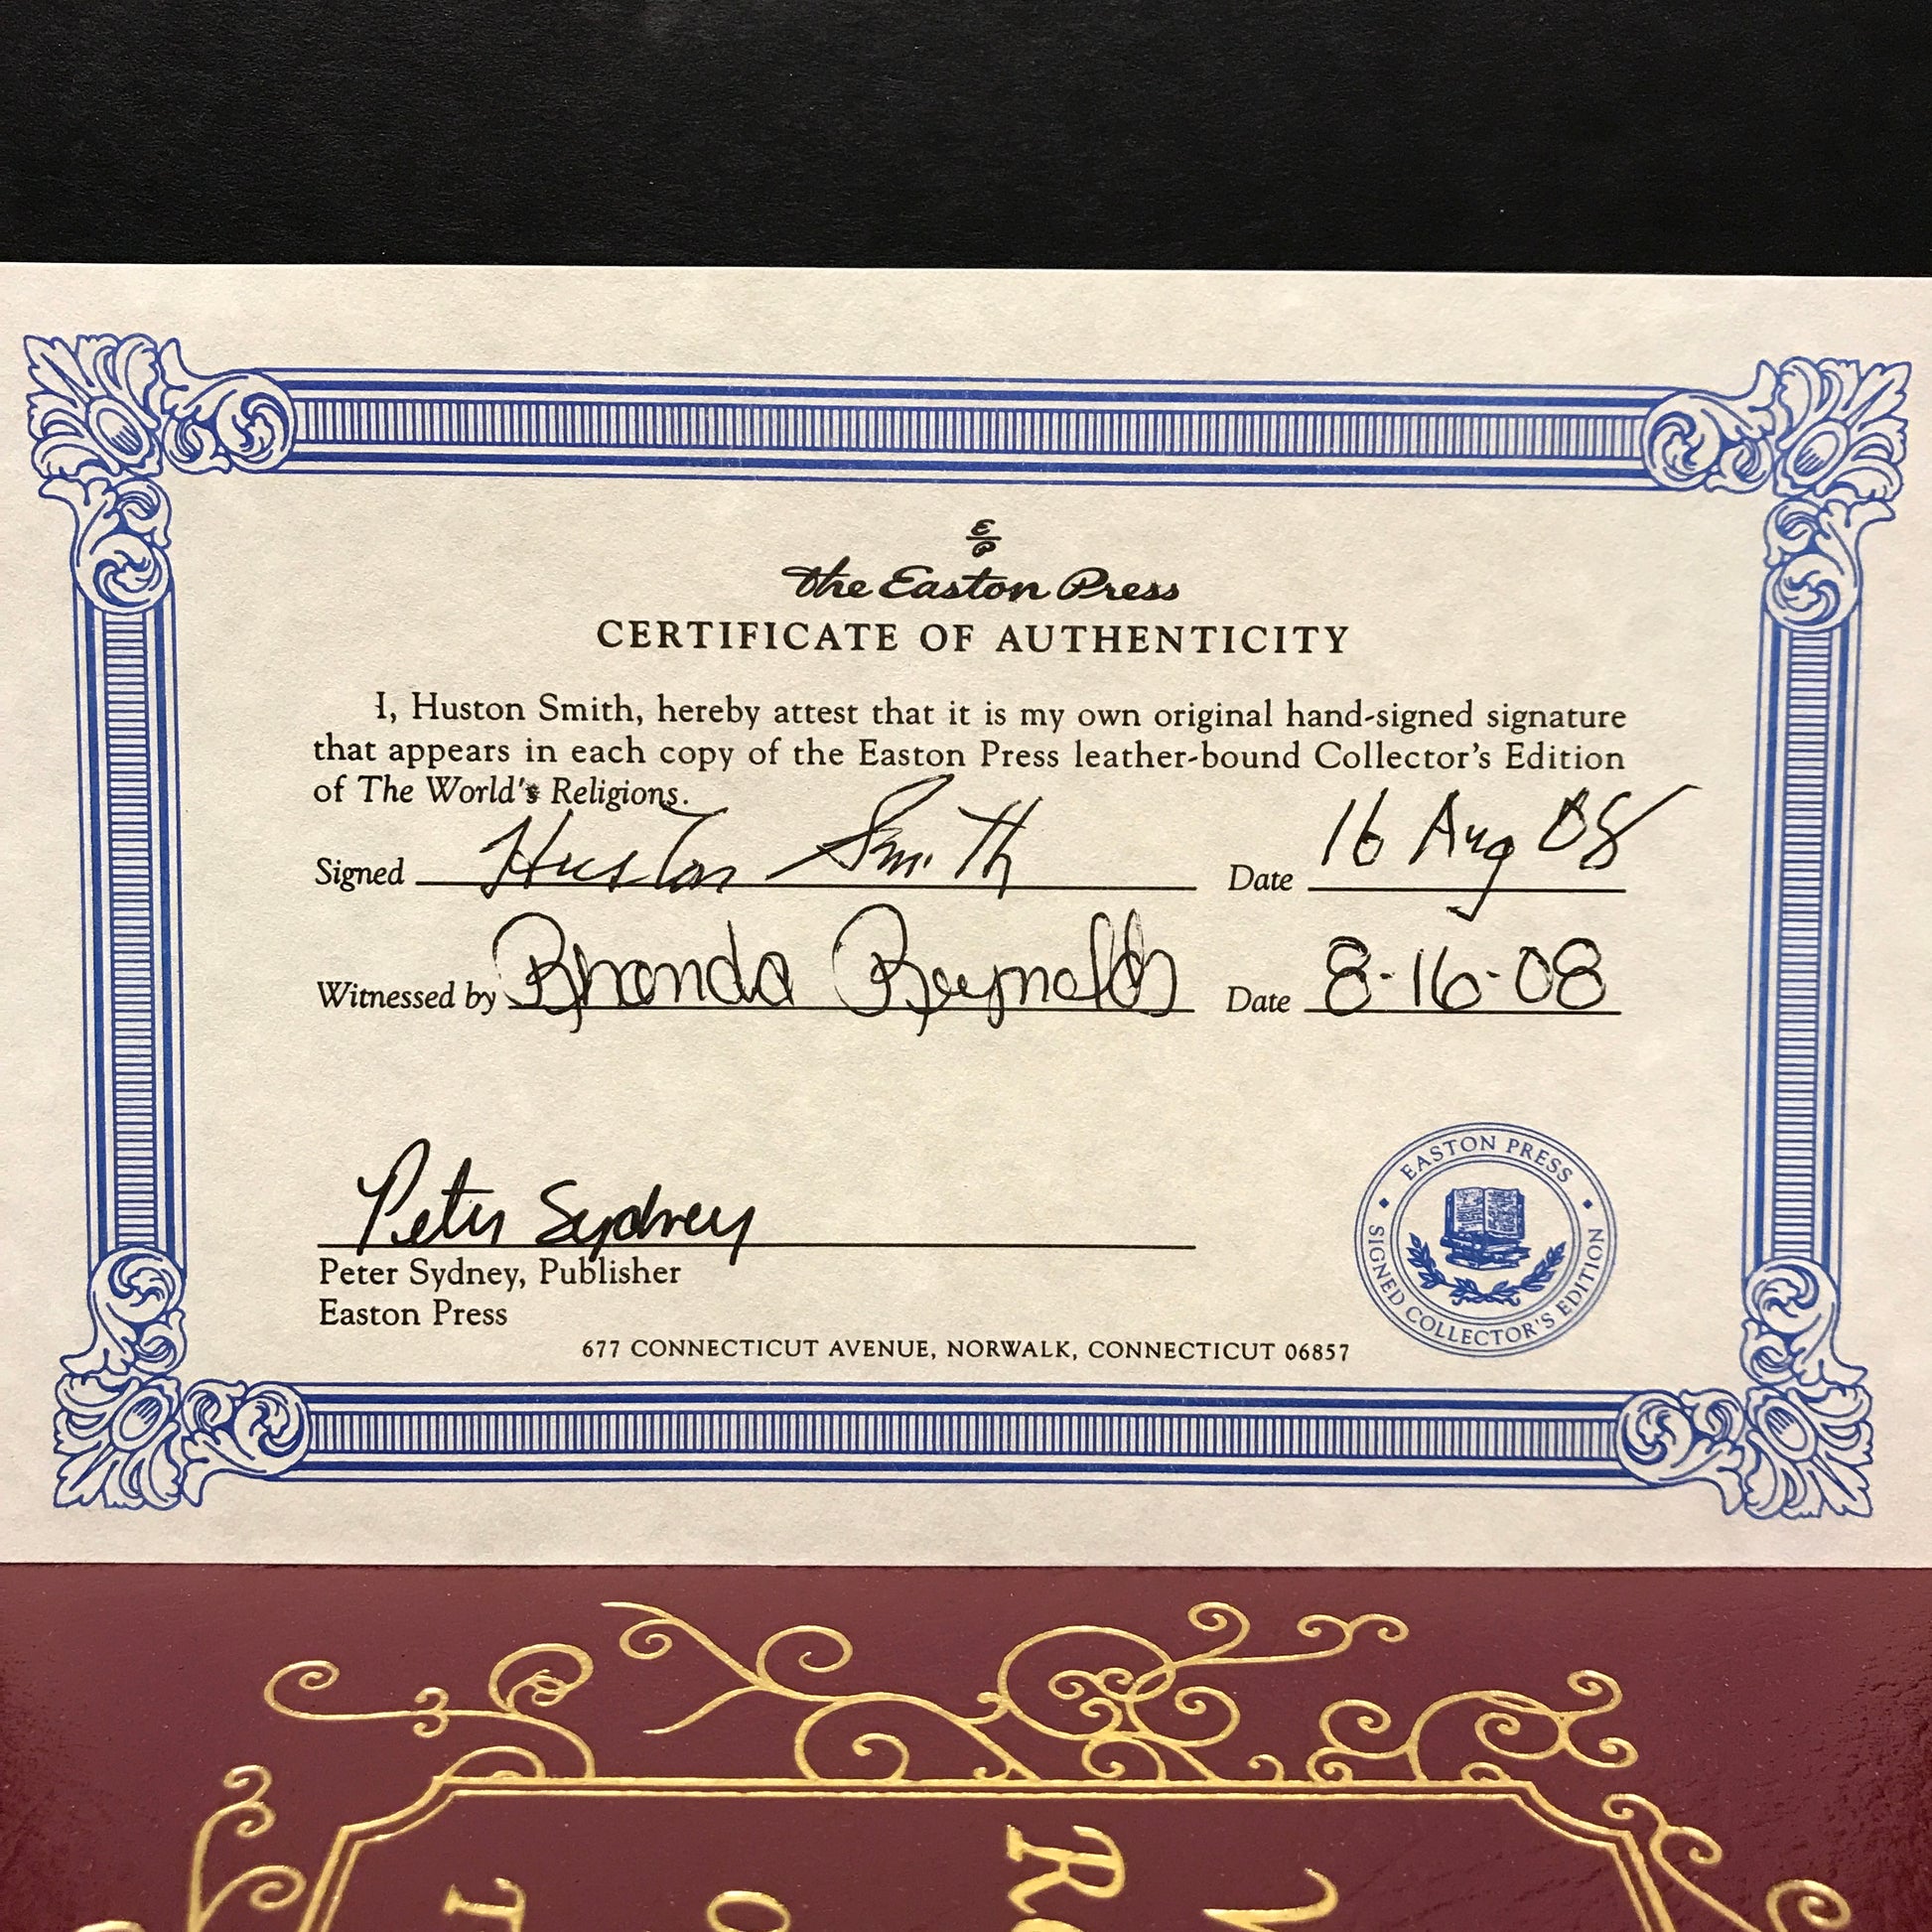 E
P
The Easton Press
CERTIFICATE OF AUTHENTICITY
I, Huston Smith, hereby attest that it is my own original hand-signed signature
that appears in each copy of the Easton Press leather-bound Collector's Edition
of The World's Religions.
Signed Huston Smith Date 16 Aug 08
Witnessed by Rhonda Reynolds Date 8-16-08
Peter Sydney
Peter Sydney, Publisher
Easton Press
677 CONNECTICUT AVENUE, NORWALK, CONNECTICUT 06857
EASTON PRESS
SIGNED COLLECTOR'S EDITION